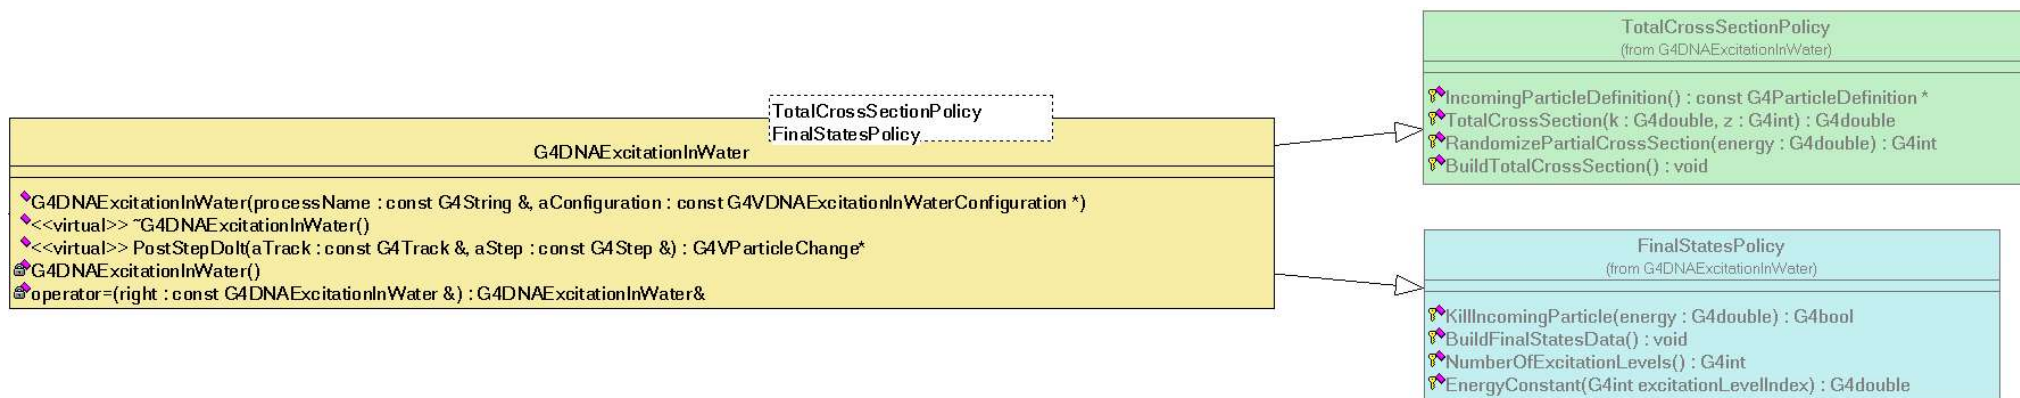 TotalCrossSectionPolicy
FinalStatesPolicy
G4DNAExcitationInWater
G4DNAExcitationInWater(processName : const G4String &, aConfiguration : const G4VDNAExcitationInWaterConfiguration *)
<<virtual>> ~G4DNAExcitationInWater()
<<virtual>> PostStepDoIt(aTrack : const G4Track &, aStep : const G4Step &) : G4VParticleChange*
G4DNAExcitationInWater()
operator=(right : const G4DNAExcitationInWater &) : G4DNAExcitationInWater&
TotalCrossSectionPolicy
(from G4DNAExcitationInWater)
IncomingParticleDefinition() : const G4ParticleDefinition *
TotalCrossSection(k : G4double, z : G4int) : G4double
RandomizePartialCrossSection(energy : G4double) : G4int
BuildTotalCrossSection() : void
FinalStatesPolicy
(from G4DNAExcitationInWater)
KillIncomingParticle(energy : G4double) : G4bool
BuildFinalStatesData() : void
NumberOfExcitationLevels() : G4int
EnergyConstant(G4int excitationLevelIndex) : G4double